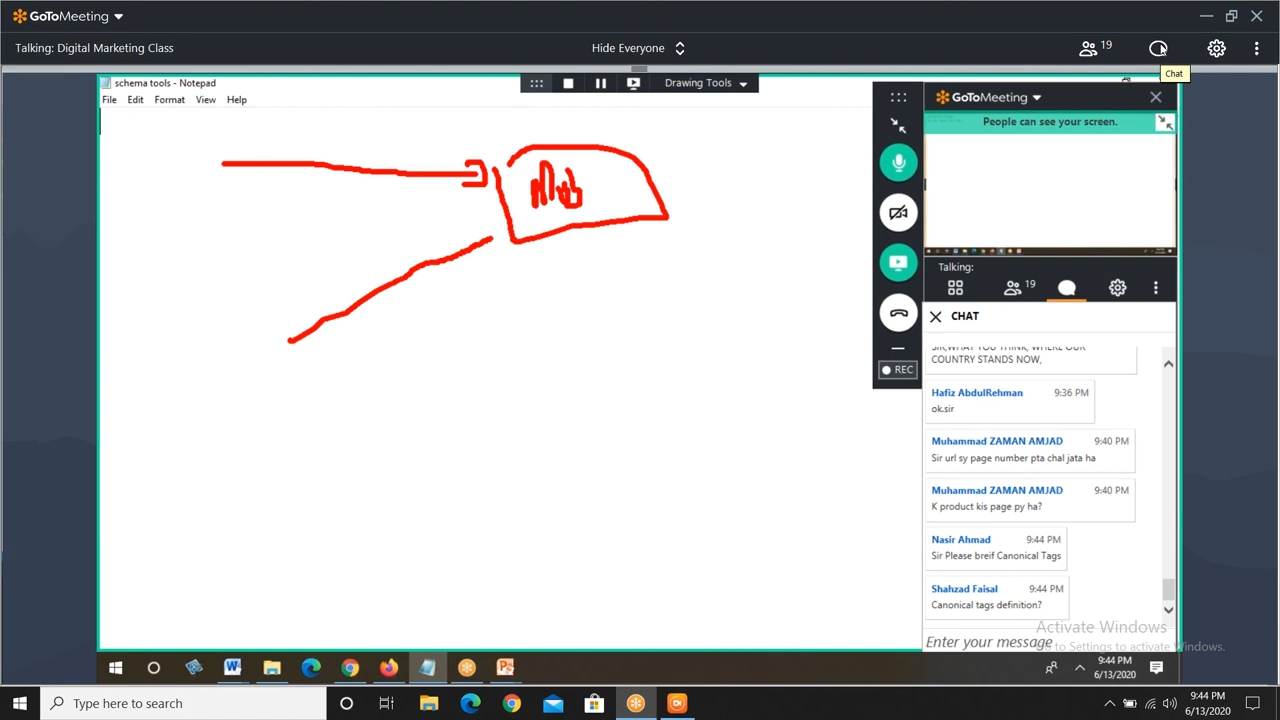 GoToMeeting
Talking: Digital Marketing Class
Hide Everyone
19
Chat
schema tools - Notepad
Drawing Tools
File Edit Format View Help
GoToMeeting
People can see your screen.
Talking:
19
CHAT
REC
SIR,WHAT YOU THINK, WHERE OUR
COUNTRY STANDS NOW,
Hafiz AbdulRehman 9:36 PM
ok.sir
Muhammad ZAMAN AMJAD 9:40 PM
Sir url sy page number pta chal jata ha
Muhammad ZAMAN AMJAD 9:40 PM
K product kis page py ha?
Nasir Ahmad 9:44 PM
Sir Please breif Canonical Tags
Shahzad Faisal 9:44 PM
Canonical tags definition?
Enter your message
Activate Windows
Go to Settings to activate Windows.
9:44 PM
6/13/2020
Type here to search
9:44 PM
6/13/2020